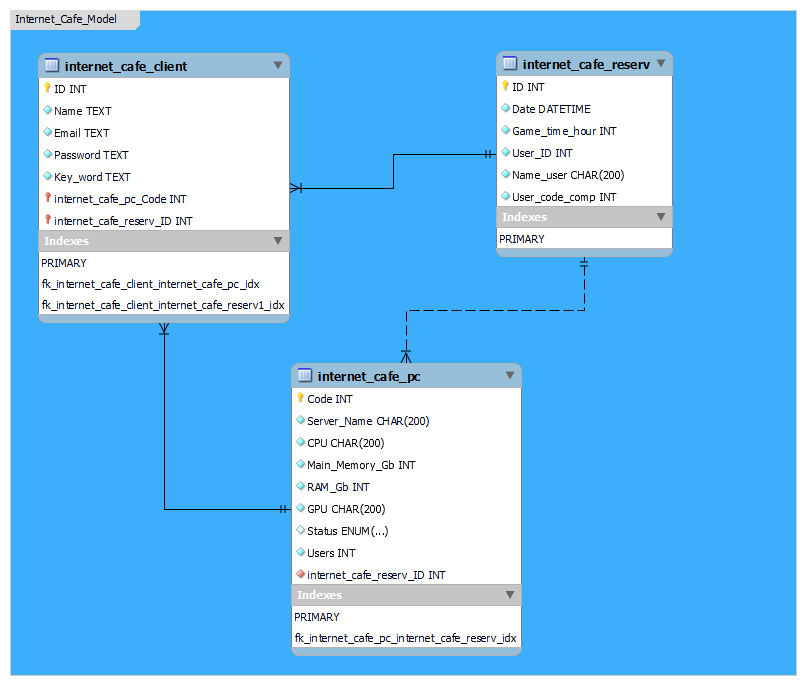 Internet_Cafe_Model
internet_cafe_client
ID INT
Name TEXT
Email TEXT
Password TEXT
Key_word TEXT
internet_cafe_pc_Code INT
internet_cafe_reserv_ID INT
Indexes
PRIMARY
fk_internet_cafe_client_internet_cafe_pc_idx
fk_internet_cafe_client_internet_cafe_reserv1_idx
internet_cafe_reserv
ID INT
Date DATETIME
Game_time_hour INT
User_ID INT
Name_user CHAR(200)
User_code_comp INT
Indexes
PRIMARY
internet_cafe_pc
Code INT
Server_Name CHAR(200)
CPU CHAR(200)
Main_Memory_Gb INT
RAM_Gb INT
GPU CHAR(200)
Status ENUM(...)
Users INT
internet_cafe_reserv_ID INT
Indexes
PRIMARY
fk_internet_cafe_pc_internet_cafe_reserv_idx